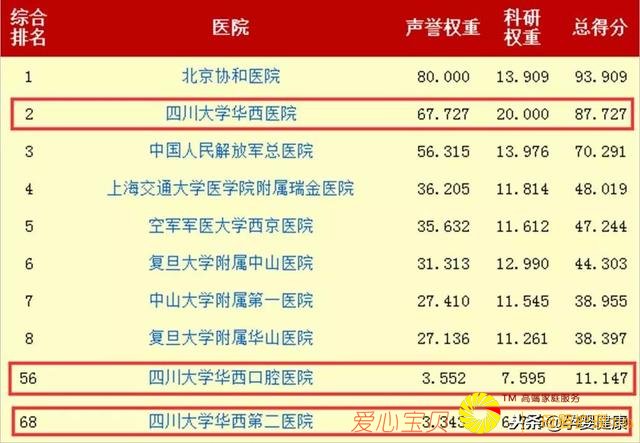 综合排名 医院 声誉权重 科研权重 总得分
1 北京协和医院 80.000 13.909 93.909
2 四川大学华西医院 67.727 20.000 87.727
3 中国人民解放军总医院 56.315 13.976 70.291
4 上海交通大学医学院附属瑞金医院 36.205 11.814 48.019
5 空军军医大学西京医院 35.632 11.612 47.244
6 复旦大学附属中山医院 31.313 12.990 44.303
7 中山大学附属第一医院 27.410 11.545 38.955
8 复旦大学附属华山医院 27.136 11.261 38.397
56 四川大学华西口腔医院 3.552 7.595 11.147
TM 高端家庭服务
68 四川大学华西第二医院
爱心宝贝
头条@孕婴健康